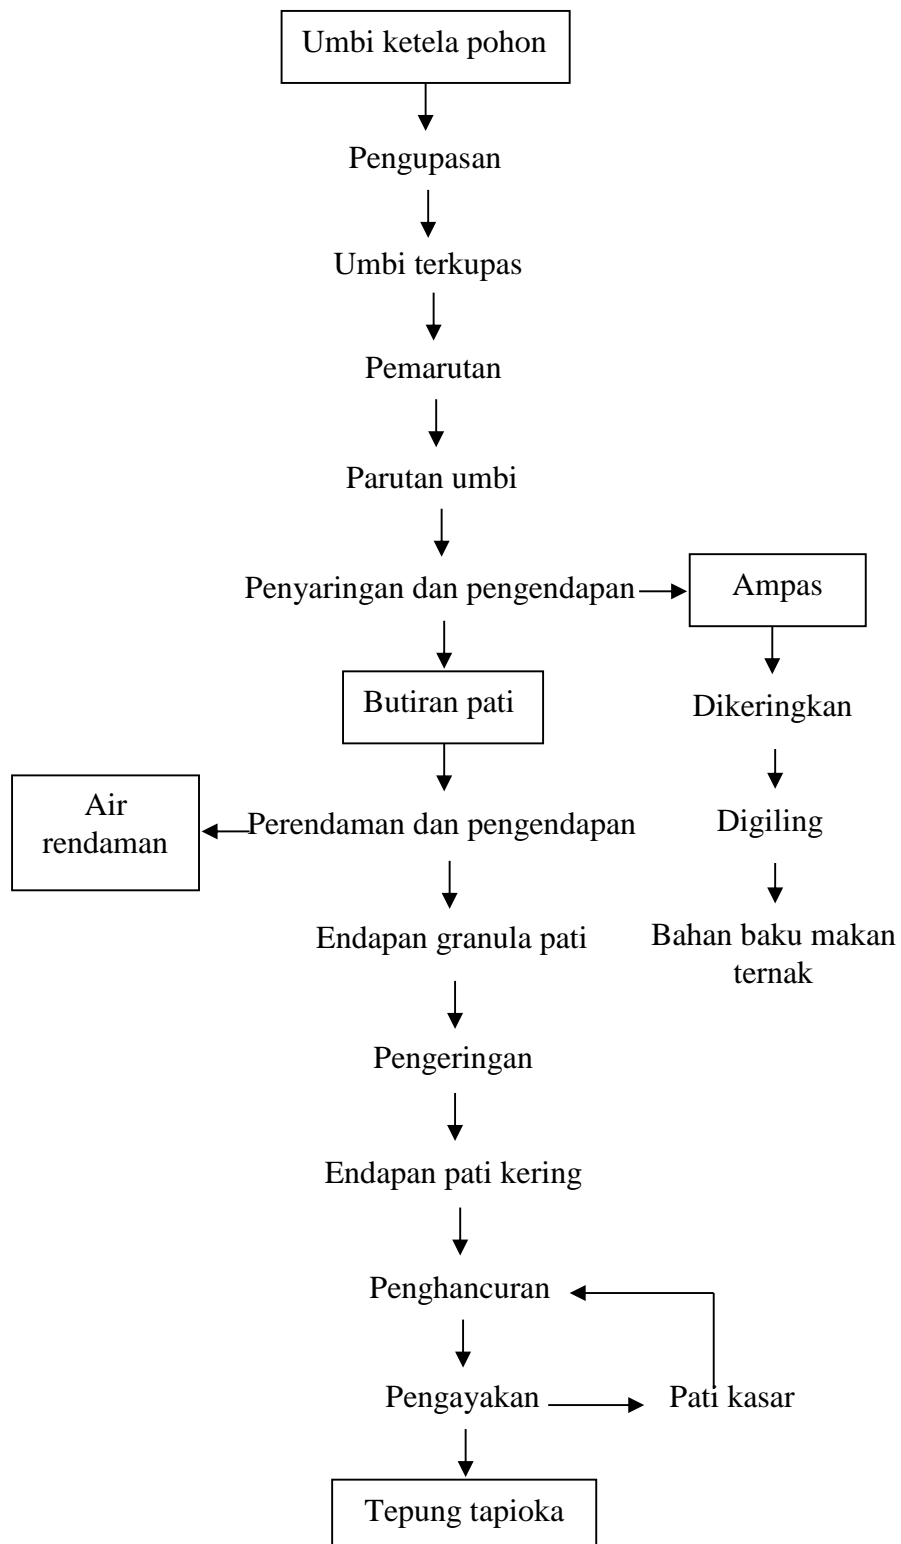 Umbi ketela pohon
Pengupasan
Umbi terkupas
Pemarutan
Parutan umbi
Penyaringan dan pengendapan
Ampas
Butiran pati
Dikeringkan
Air
rendaman
Perendaman dan pengendapan
Digiling
Endapan granula pati
Bahan baku makan
ternak
Pengeringan
Endapan pati kering
Penghancuran
Pengayakan
Pati kasar
Tepung tapioka